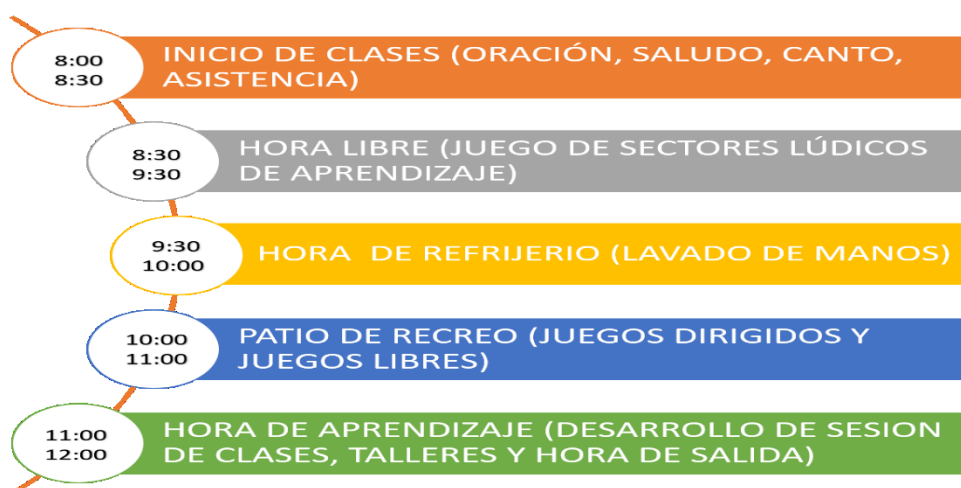 8:00
8:30
INICIO DE CLASES (ORACIÓN, SALUDO, CANTO,
ASISTENCIA)
8:30
9:30
HORA LIBRE (JUEGO DE SECTORES LÚDICOS
DE APRENDIZAJE)
9:30
10:00
HORA DE REFRIJERIO (LAVADO DE MANOS)
10:00
11:00
PATIO DE RECREO (JUEGOS DIRIGIDOS Y
JUEGOS LIBRES)
11:00
12:00
HORA DE APRENDIZAJE (DESARROLLO DE SESION
DE CLASES, TALLERES Y HORA DE SALIDA)